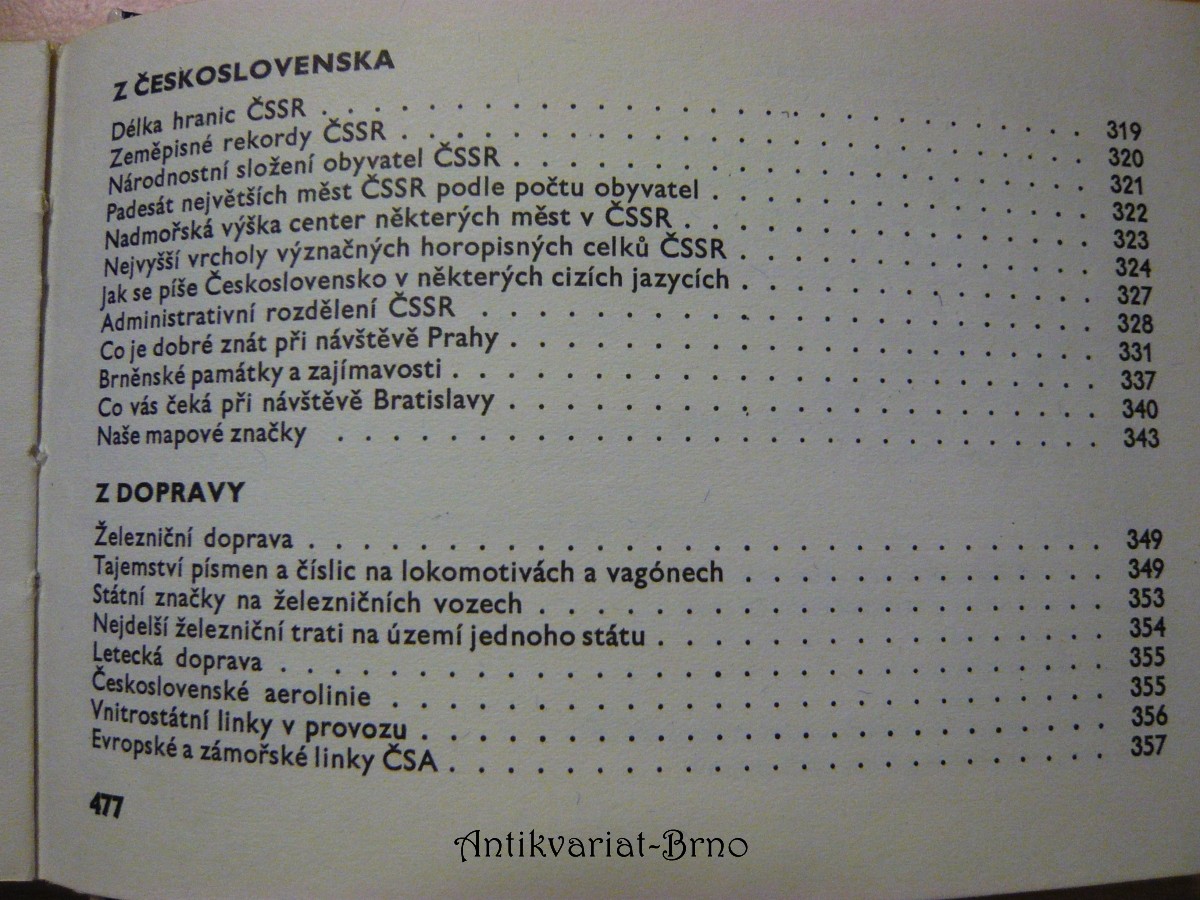 Z ČESKOSLOVENSKA
Délka hranic ČSSR . . . . . . . . . . . . . . . . . . . . . . . . . . . . 319
Zeměpisné rekordy ČSSR . . . . . . . . . . . . . . . . . . . . . . . . . 320
Národnostní složení obyvatel ČSSR . . . . . . . . . . . . . . . . . . . . 321
Padesát největších měst ČSSR podle počtu obyvatel . . . . . . . . . . . . . 322
Nadmořská výška center některých měst v ČSSR . . . . . . . . . . . . . . . 323
Nejvyšší vrcholy význačných horopisných celků ČSSR . . . . . . . . . . . . 324
Jak se píše Československo v některých cizích jazycích . . . . . . . . . . . . 327
Administrativní rozdělení ČSSR . . . . . . . . . . . . . . . . . . . . . . 328
Co je dobré znát při návštěvě Prahy . . . . . . . . . . . . . . . . . . . . 331
Brněnské památky a zajímavosti . . . . . . . . . . . . . . . . . . . . . . 337
Co vás čeká při návštěvě Bratislavy . . . . . . . . . . . . . . . . . . . . 340
Naše mapové značky . . . . . . . . . . . . . . . . . . . . . . . . . . . 343
Z DOPRAVY
Železniční doprava . . . . . . . . . . . . . . . . . . . . . . . . . . . . 349
Tajemství písmen a číslic na lokomotivách a vagónech . . . . . . . . . . . . 349
Státní značky na železničních vozech . . . . . . . . . . . . . . . . . . . . 353
Nejdelší železniční trati na území jednoho státu . . . . . . . . . . . . . . . 354
Letecká doprava . . . . . . . . . . . . . . . . . . . . . . . . . . . . . 355
Československé aerolinie . . . . . . . . . . . . . . . . . . . . . . . . . 355
Vnitrostátní linky v provozu . . . . . . . . . . . . . . . . . . . . . . . . 356
Evropské a zámořské linky ČSA . . . . . . . . . . . . . . . . . . . . . . . 357
477
Antikvariat-Brno